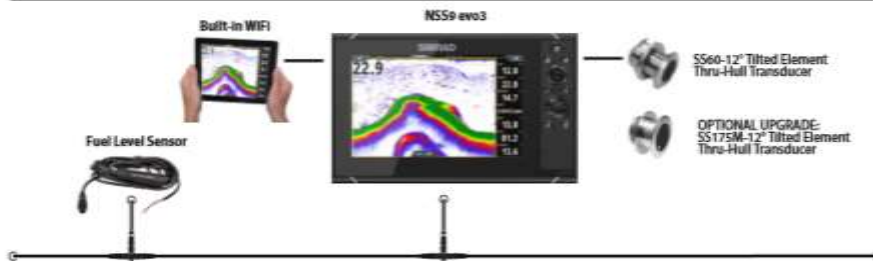 NSS9 evo3
Built-in WIFI
SIMRAD
22.9
SS60-12° Tilted Element
Thru-Hull Transducer
OPTIONAL UPGRADE:
SS175M-12° Tilted Element
Thru-Hull Transducer
Fuel Level Sensor